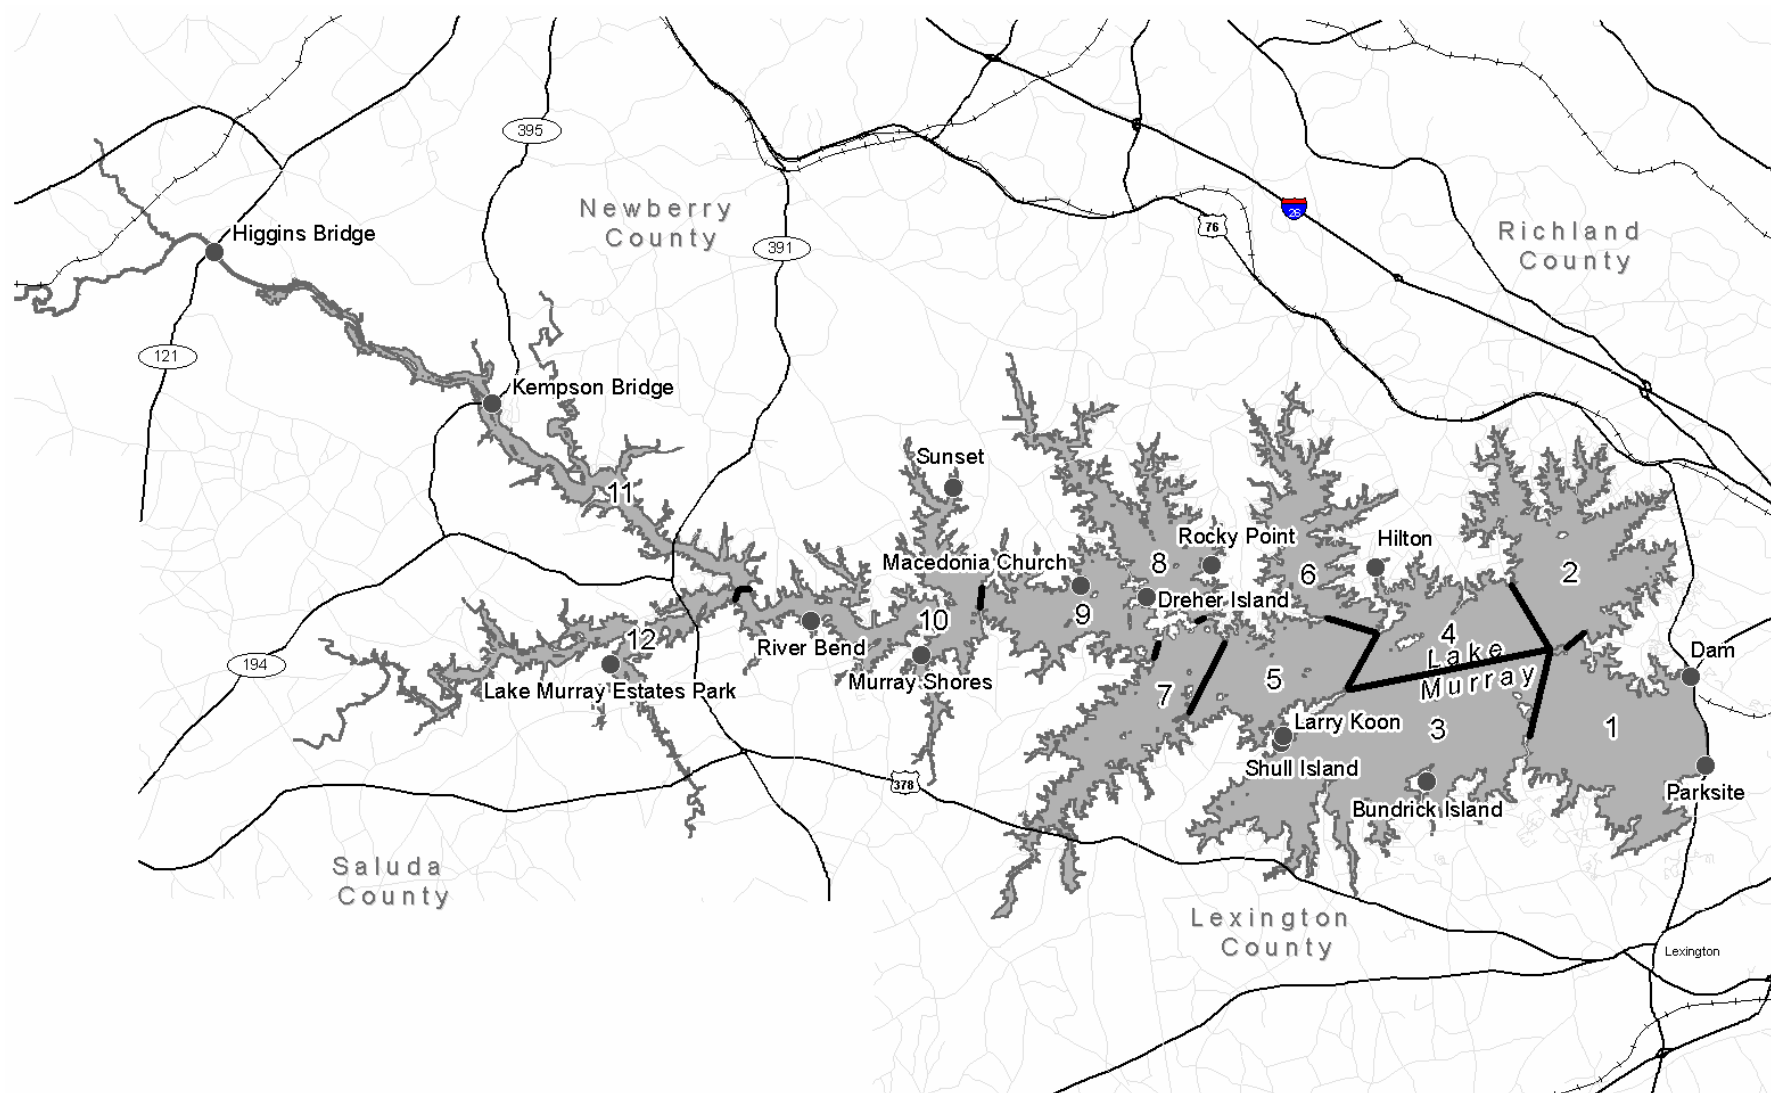 395
Newberry
County
Higgins Bridge
391
76
26
Richland
County
121
Kempson Bridge
Sunset
11
Macedonia Church
Rocky Point
Hilton
8
6
2
Dreher Island
9
10
4
12
River Bend
Lake
Murray
Dam
194
Lake Murray Estates Park
Murray Shores
7
5
Larry Koon
3
1
Shull Island
378
Bundrick Island
Parksite
Saluda
County
Lexington
County
Lexington